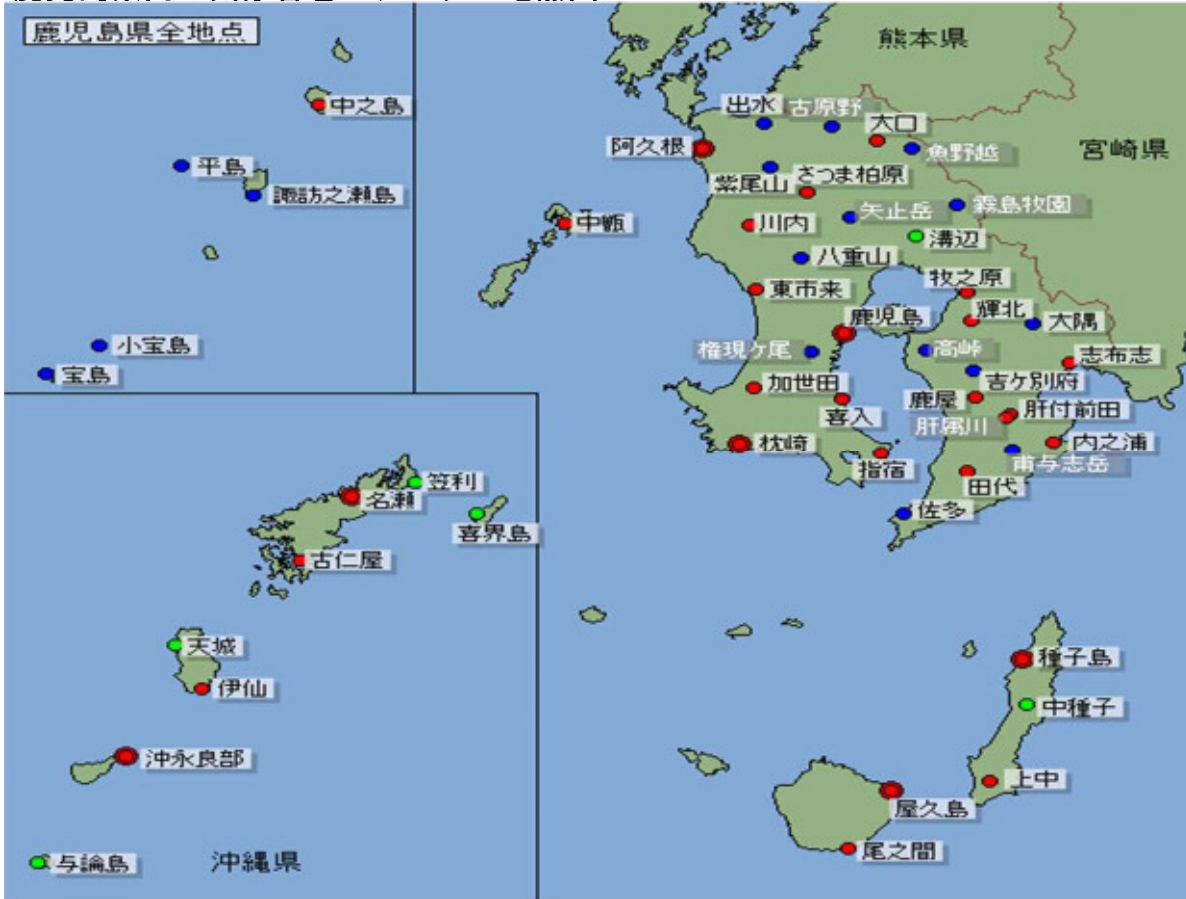 鹿児島県全地点
中之島
平島
諏訪之瀬島
小宝島
宝島
熊本県
宮崎県
出水
古原野
大口
阿久根
魚野越
紫尾山
さつま柏原
中甑
川内
矢止岳
霧島牧園
溝辺
八重山
牧之原
東市来
鹿児島
輝北
大隅
権現ヶ尾
高峠
志布志
加世田
吉ケ別府
喜入
鹿屋
肝付前田
肝属川
枕崎
指宿
内之浦
甫与志岳
田代
佐多
笠利
名瀬
喜界島
古仁屋
天城
伊仙
沖永良部
与論島
沖縄県
種子島
中種子
上中
屋久島
尾之間